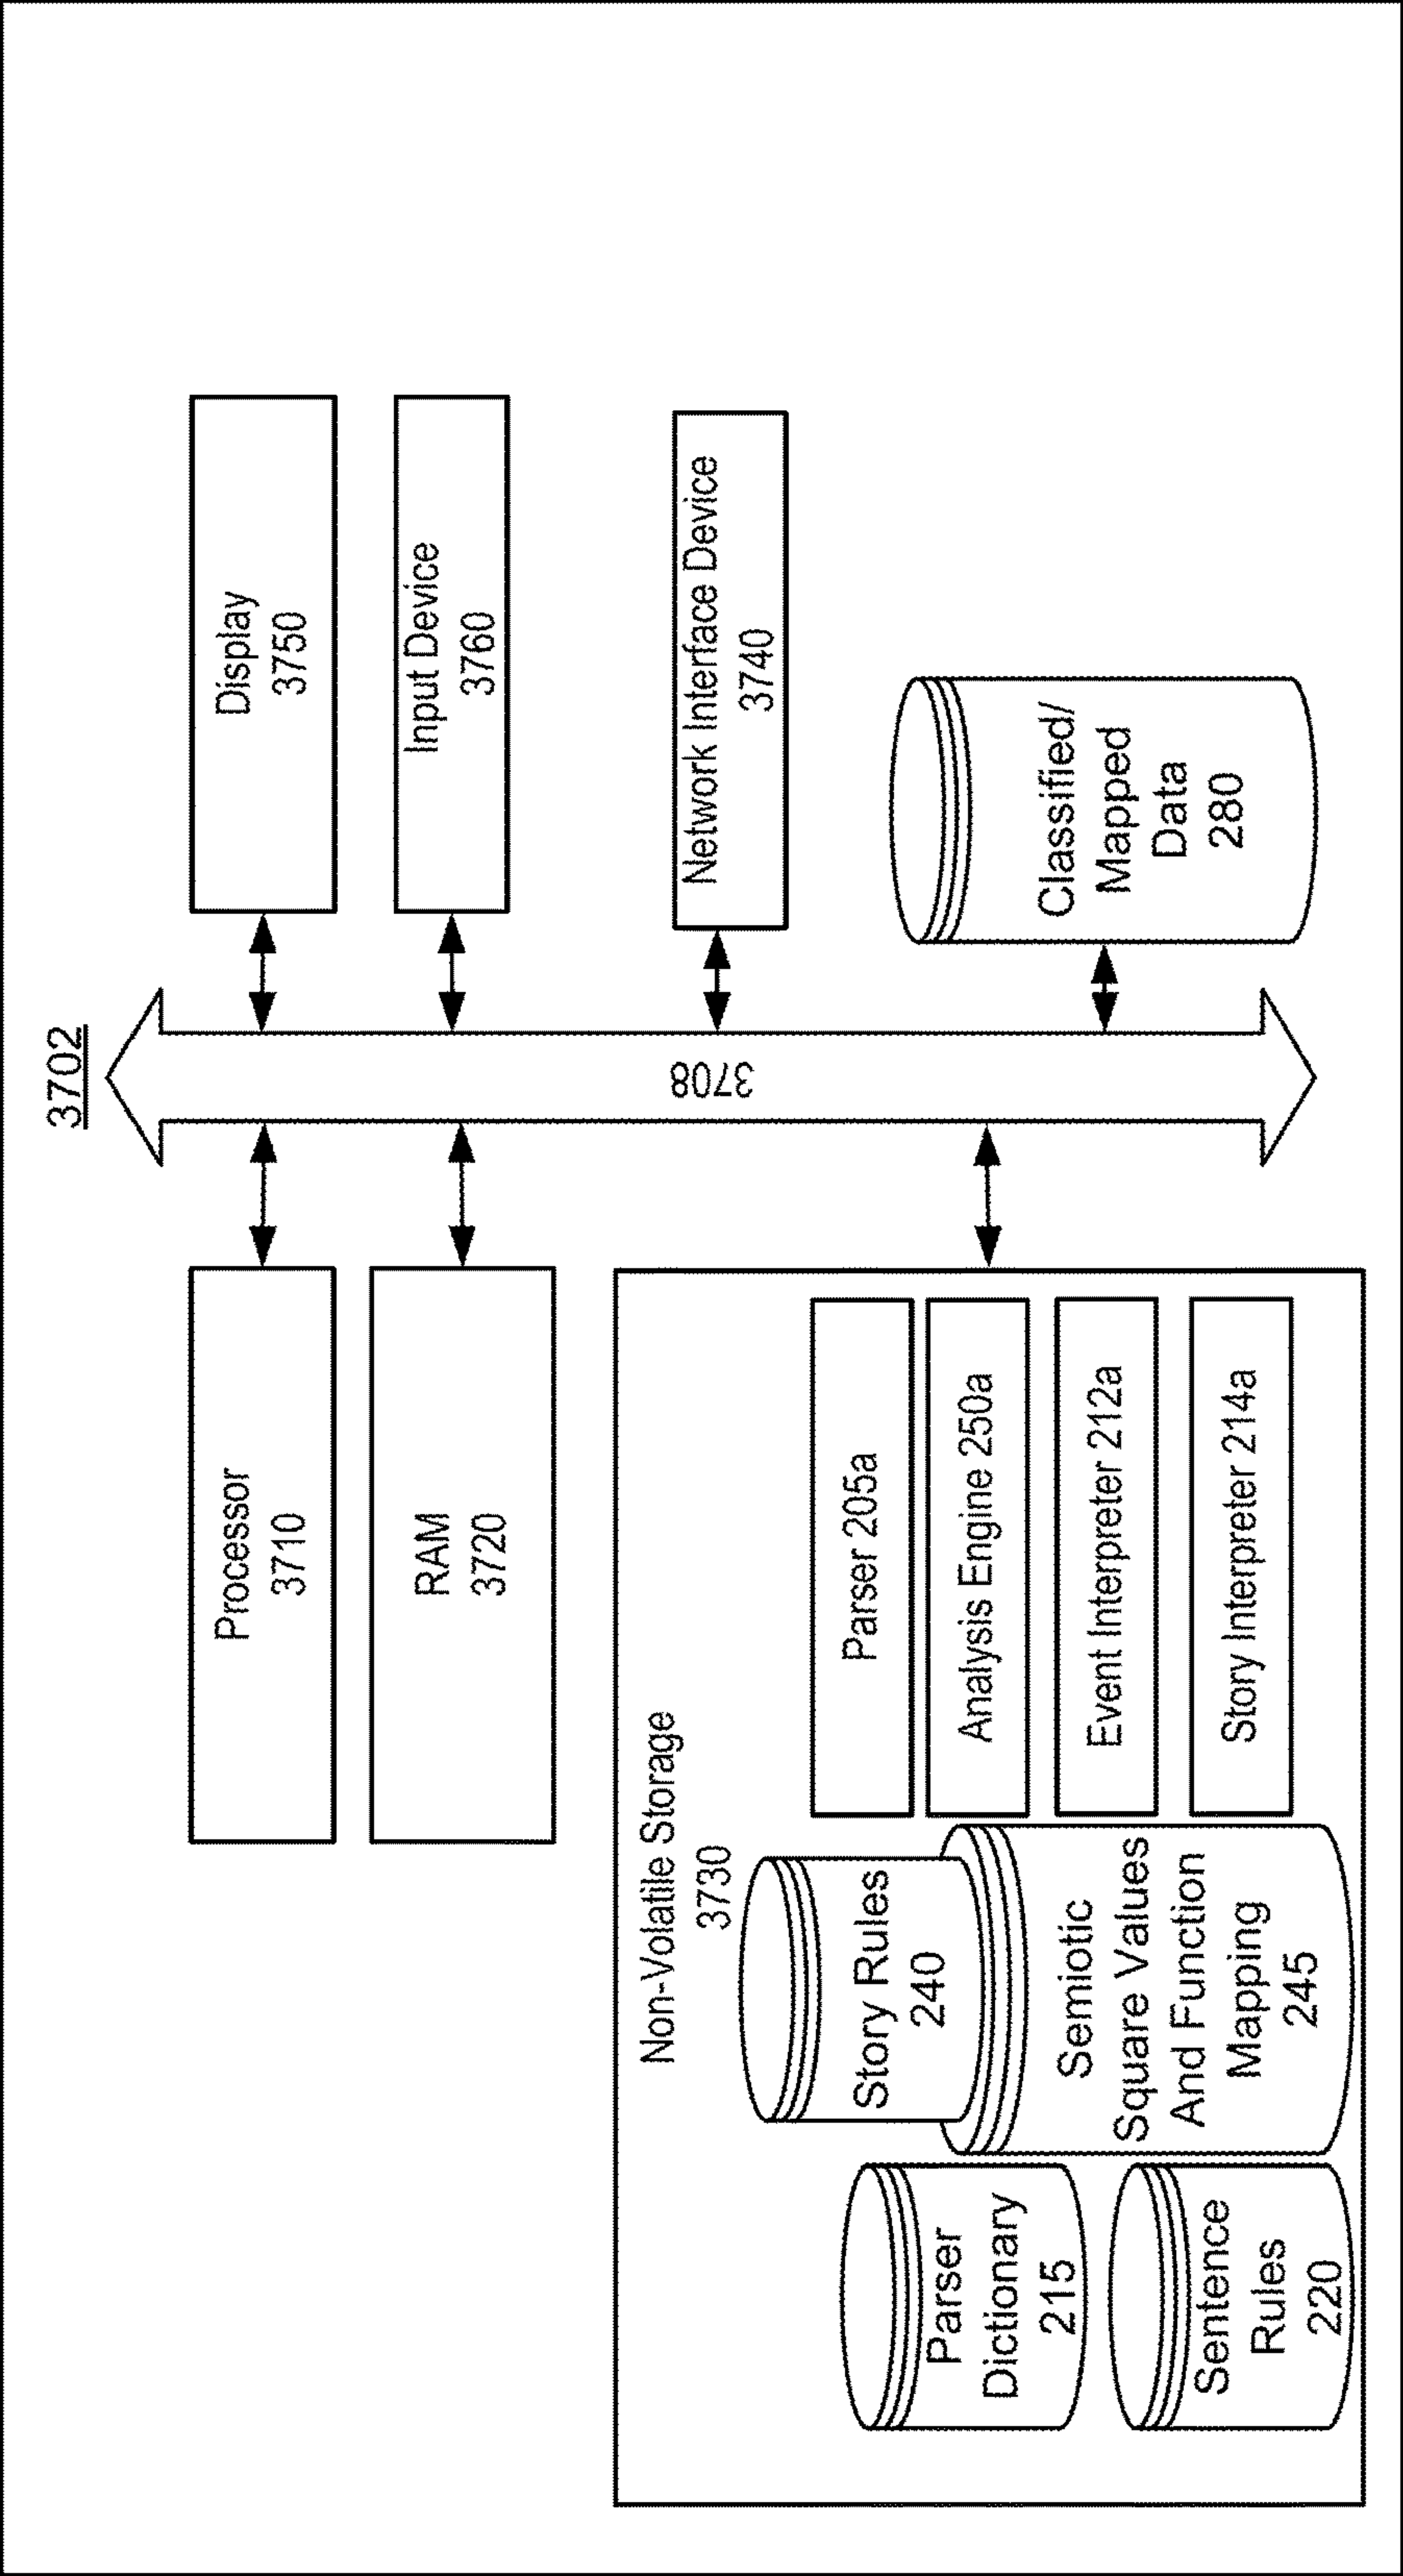 3702
Processor
3710
RAM
3720
Non-Volatile Storage
3730
Story Rules
240
Semiotic
Square Values
And Function
Mapping
245
Parser
Dictionary
215
Sentence
Rules
220
Parser 205a
Analysis Engine 250a
Event Interpreter 212a
Story Interpreter 214a
3708
Display
3750
Input Device
3760
Network Interface Device
3740
Classified/
Mapped
Data
280